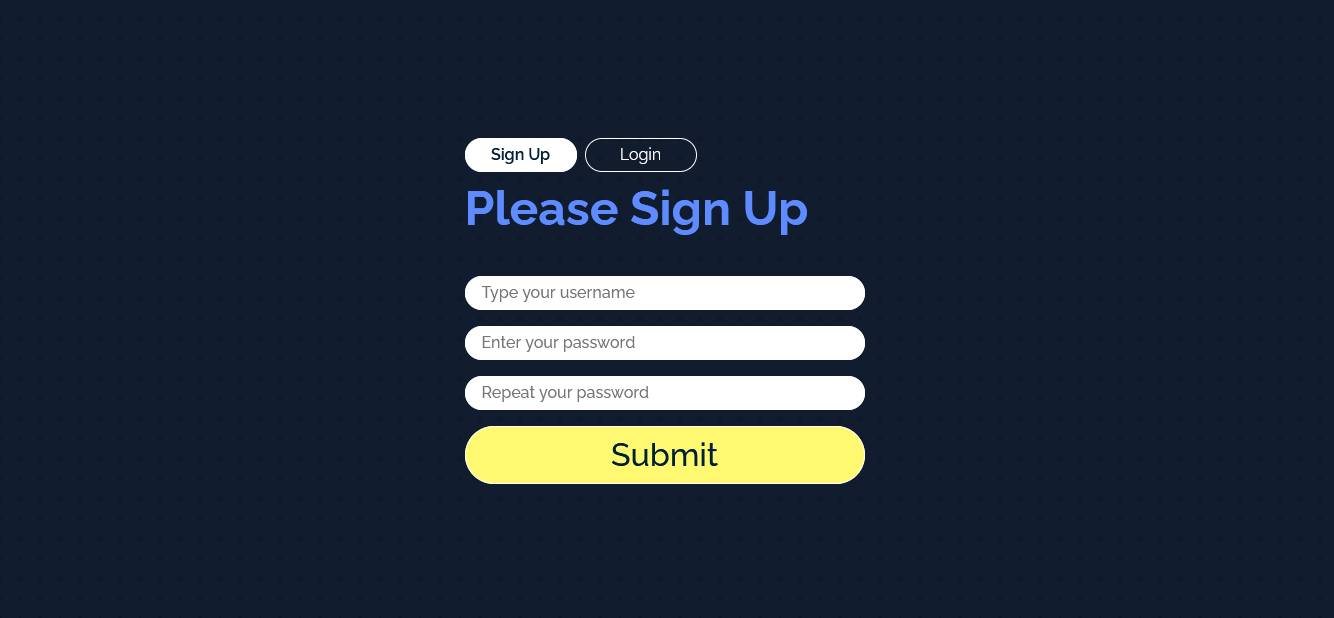 Sign Up Login
Please Sign Up
Type your username
Enter your password
Repeat your password
Submit